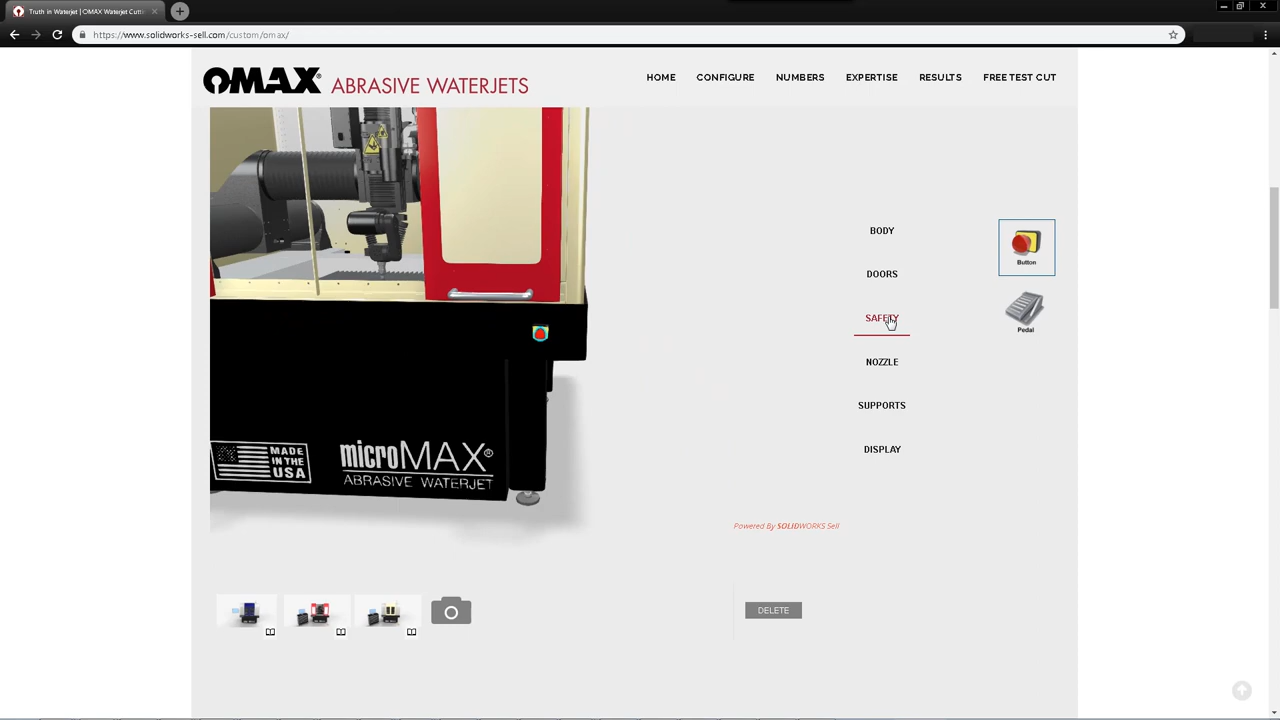 Truth in Waterjet | OMAX Waterjet Cutti
https://www.solidworks-sell.com/custom/omax/
OMAX® ABRASIVE WATERJETS
HOME CONFIGURE NUMBERS EXPERTISE RESULTS FREE TEST CUT
BODY
DOORS
SAFETY
NOZZLE
SUPPORTS
DISPLAY
Button
Pedal
MADE
IN THE
USA
microMAX®
ABRASIVE WATERJET
Powered By SOLIDWORKS Sell
DELETE